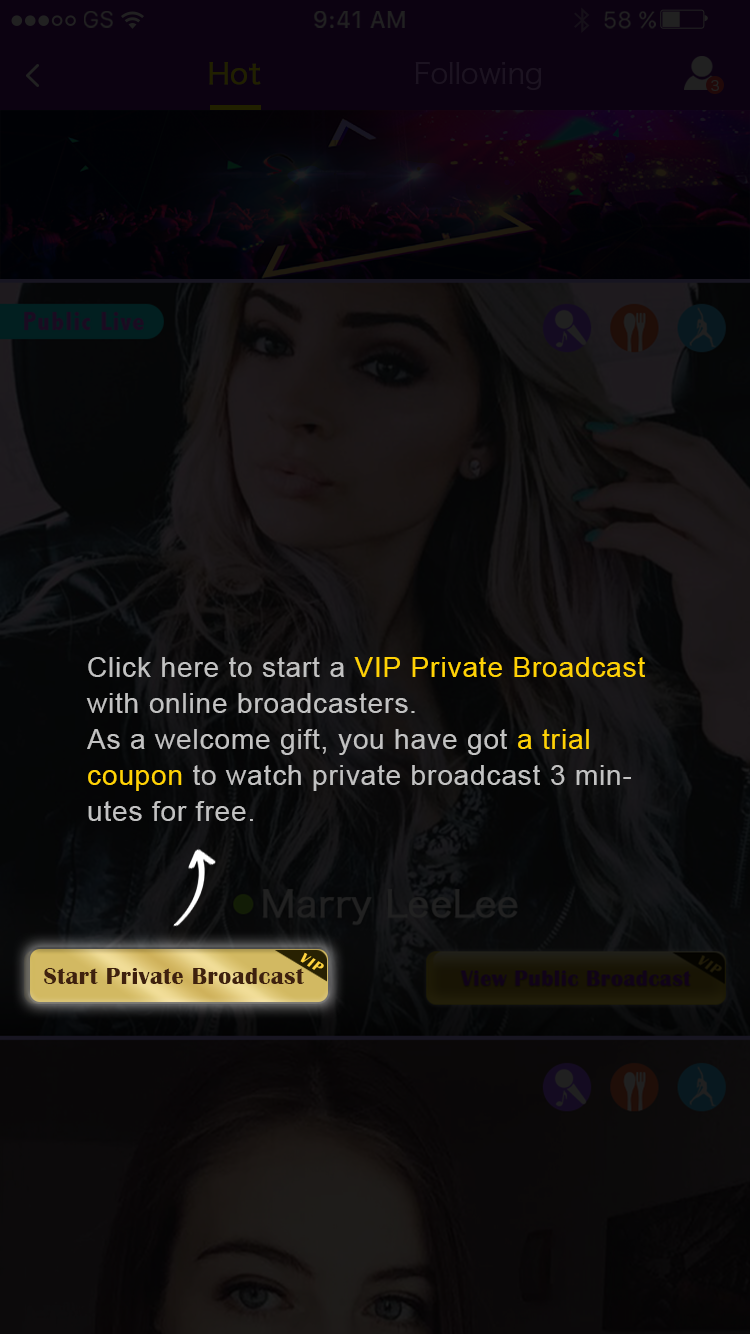 GS 9:41 AM 58 %
Hot Following
3
Public Live
Click here to start a VIP Private Broadcast
with online broadcasters.
As a welcome gift, you have got a trial
coupon to watch private broadcast 3 min-
utes for free.
Marry LeeLee
Start Private Broadcast VIP
View Public Broadcast VIP